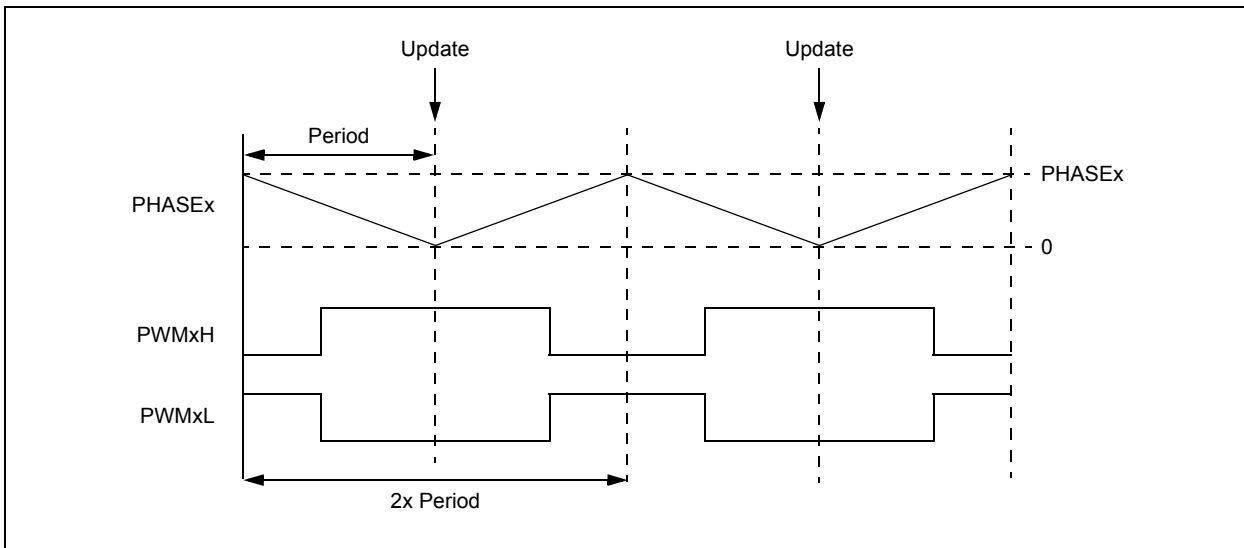 Update
Update
Period
PHASEx
PHASEx
0
PWMxH
PWMxL
2x Period